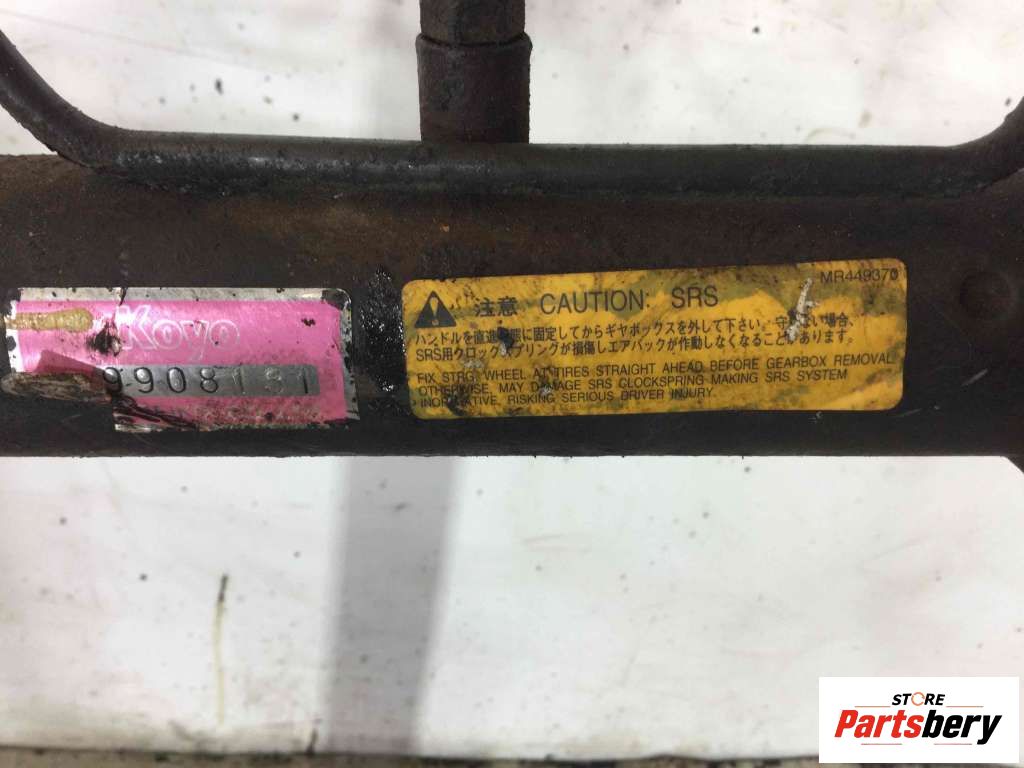 Koyo
9908131
MR449370
注意 CAUTION: SRS
ハンドルを直進状態に固定してからギヤボックスを外して下さい。守らない場合、
SRS用クロックスプリングが損傷しエアバックが作動しなくなることがあります。
FIX STRG. WHEEL AT TIRES STRAIGHT AHEAD BEFORE GEARBOX REMOVAL
OTHERWISE, MAY DAMAGE SRS CLOCKSPRING MAKING SRS SYSTEM
INOPERATIVE, RISKING SERIOUS DRIVER INJURY.
STORE
Partsbery